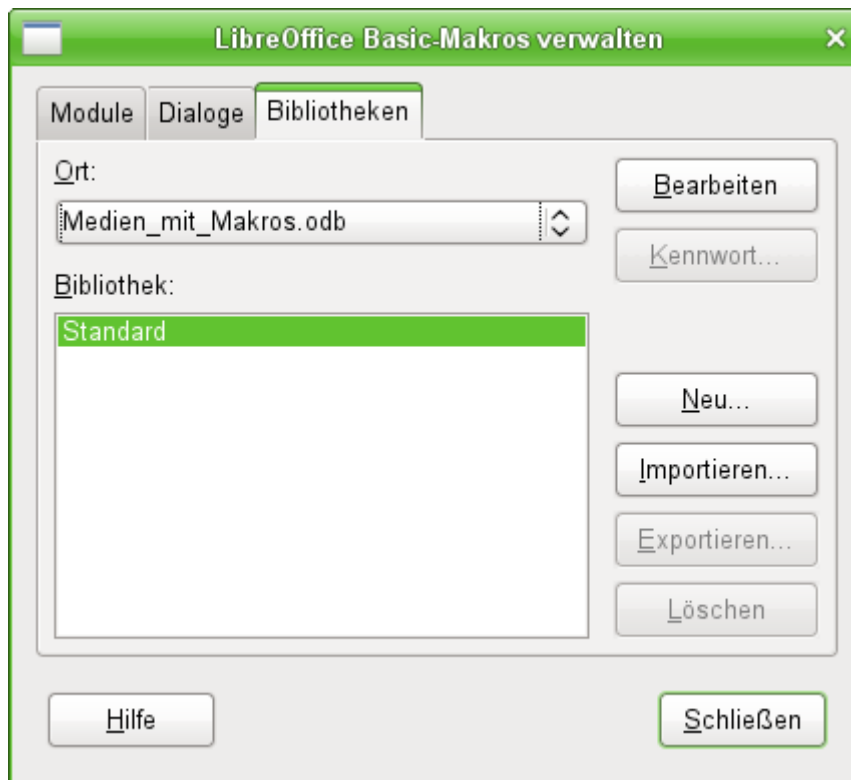 LibreOffice Basic-Makros verwalten
Module Dialoge Bibliotheken
Ort:
Medien_mit_Makros.odb
Bibliothek:
Standard
Bearbeiten
Kennwort...
Neu...
Importieren...
Exportieren...
Löschen
Hilfe
Schließen